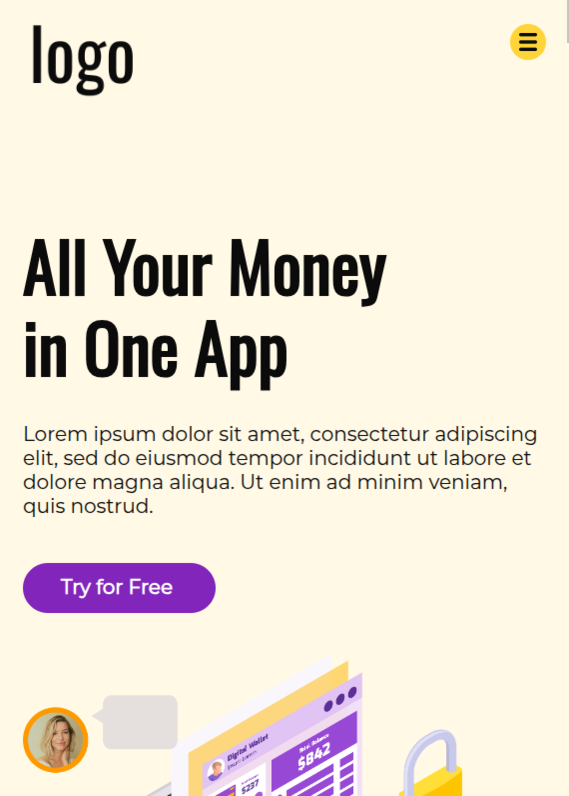 logo
All Your Money
in One App
Lorem ipsum dolor sit amet, consectetur adipiscing
elit, sed do eiusmod tempor incididunt ut labore et
dolore magna aliqua. Ut enim ad minim veniam,
quis nostrud.
Try for Free
Digital Wallet
Total Balance
$842
$237